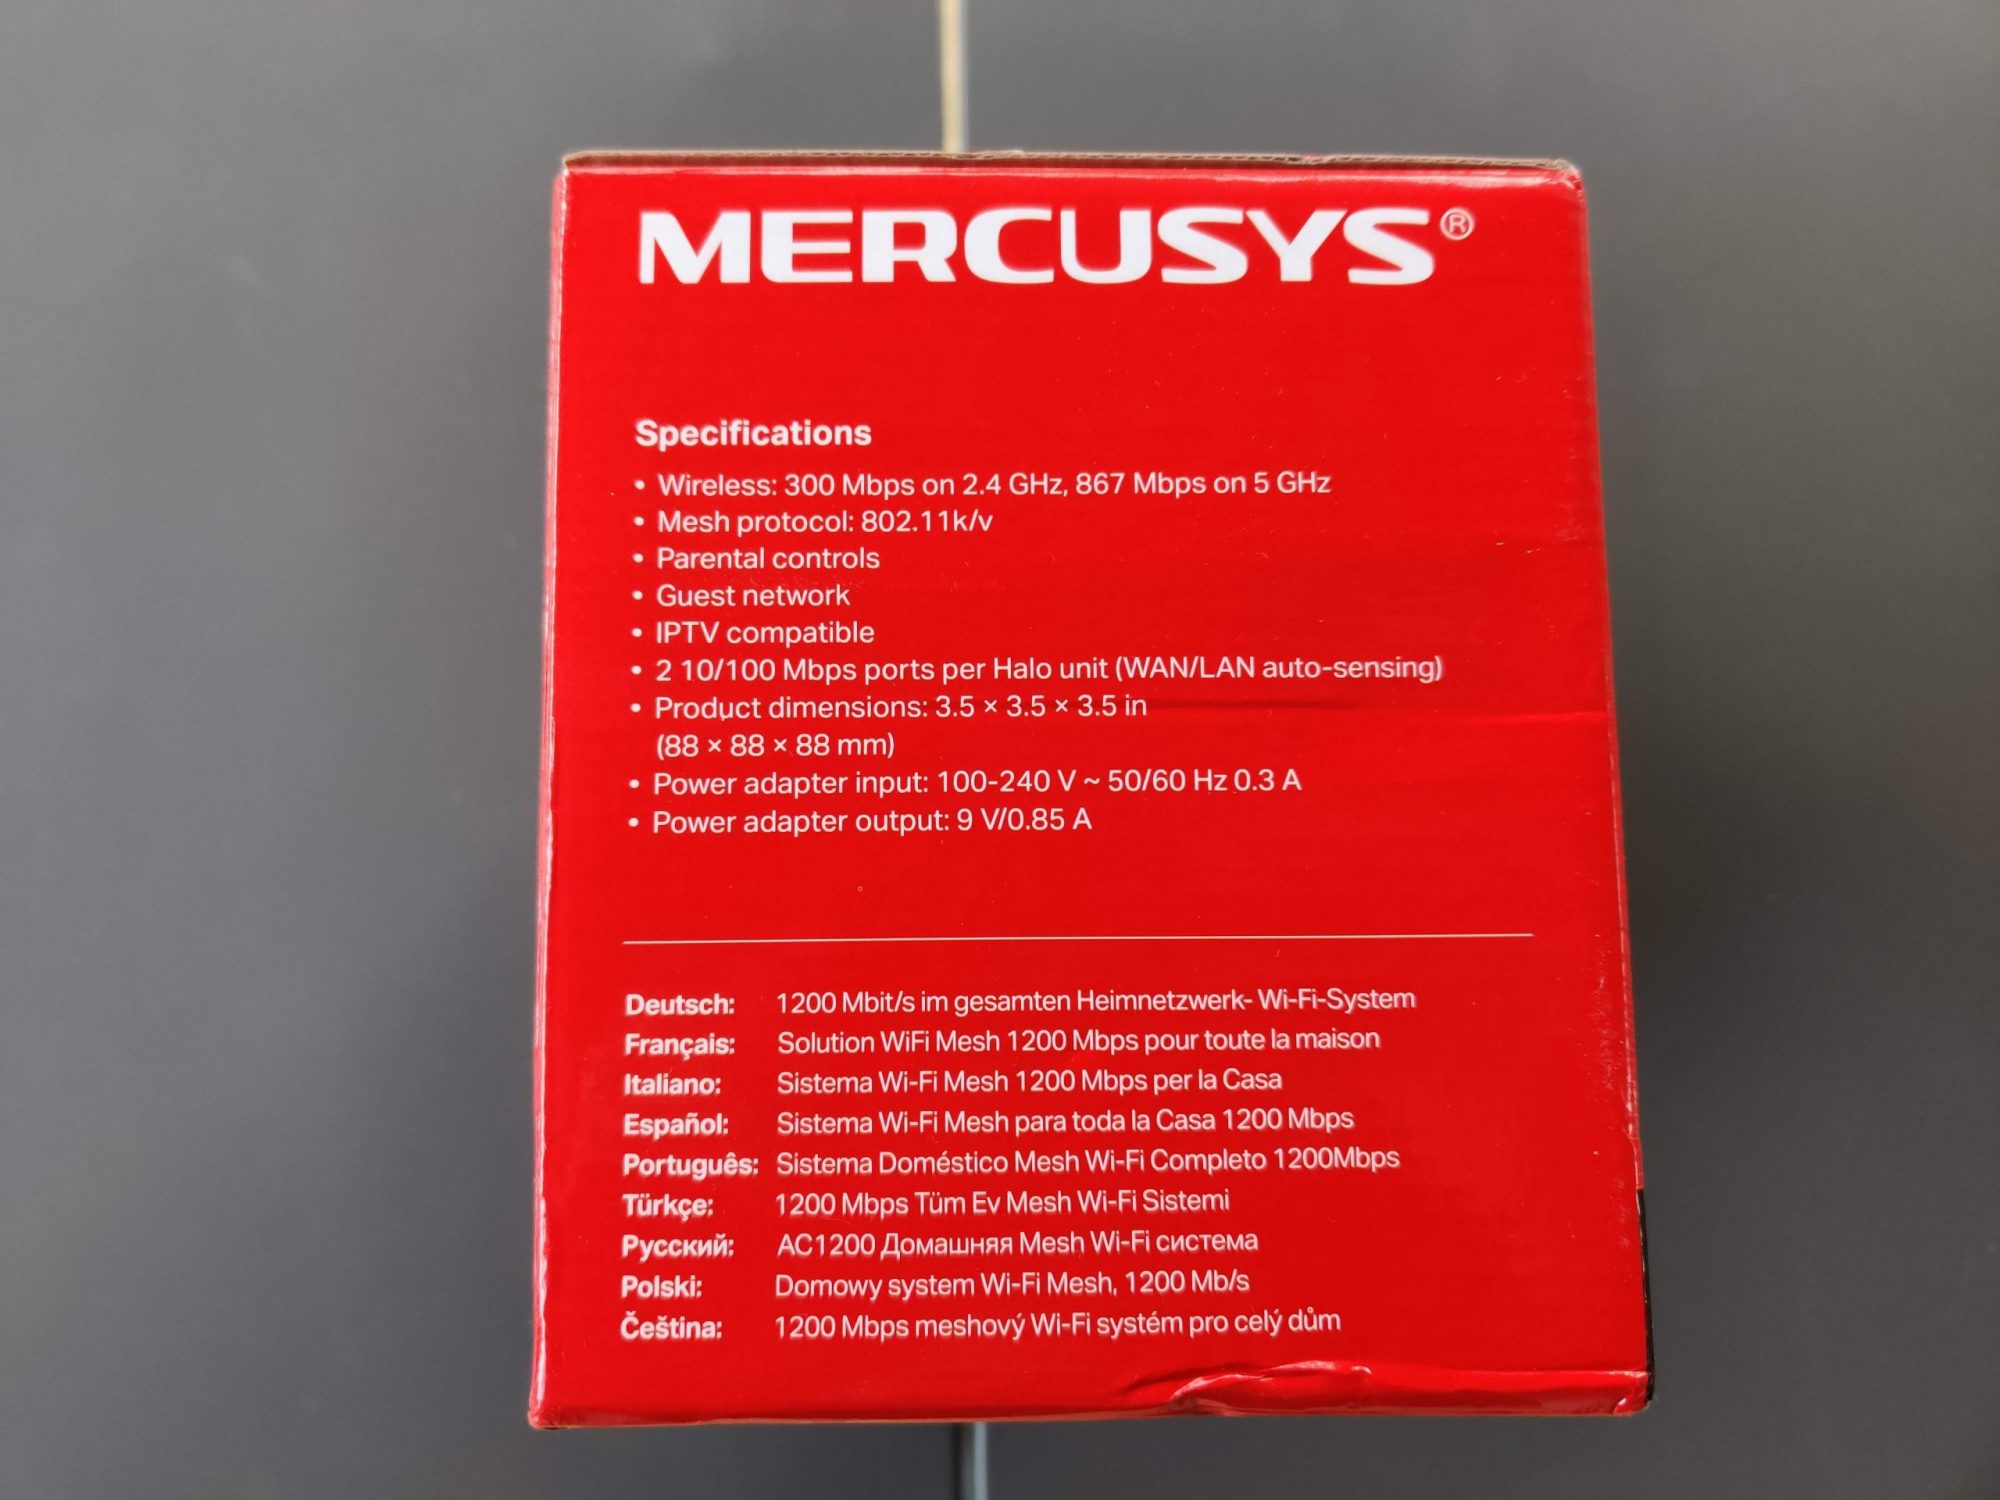 MERCUSYS®
Specifications
• Wireless: 300 Mbps on 2.4 GHz, 867 Mbps on 5 GHz
• Mesh protocol: 802.11k/v
• Parental controls
• Guest network
• IPTV compatible
• 2 10/100 Mbps ports per Halo unit (WAN/LAN auto-sensing)
• Product dimensions: 3.5 × 3.5 × 3.5 in
(88 × 88 × 88 mm)
• Power adapter input: 100-240 V ~ 50/60 Hz 0.3 A
• Power adapter output: 9 V/0.85 A
Deutsch: 1200 Mbit/s im gesamten Heimnetzwerk- Wi-Fi-System
Français: Solution WiFi Mesh 1200 Mbps pour toute la maison
Italiano: Sistema Wi-Fi Mesh 1200 Mbps per la Casa
Español: Sistema Wi-Fi Mesh para toda la Casa 1200 Mbps
Português: Sistema Doméstico Mesh Wi-Fi Completo 1200Mbps
Türkçe: 1200 Mbps Tüm Ev Mesh Wi-Fi Sistemi
Русский: AC1200 Домашняя Mesh Wi-Fi система
Polski: Domowy system Wi-Fi Mesh, 1200 Mb/s
Čeština: 1200 Mbps meshový Wi-Fi systém pro celý dům